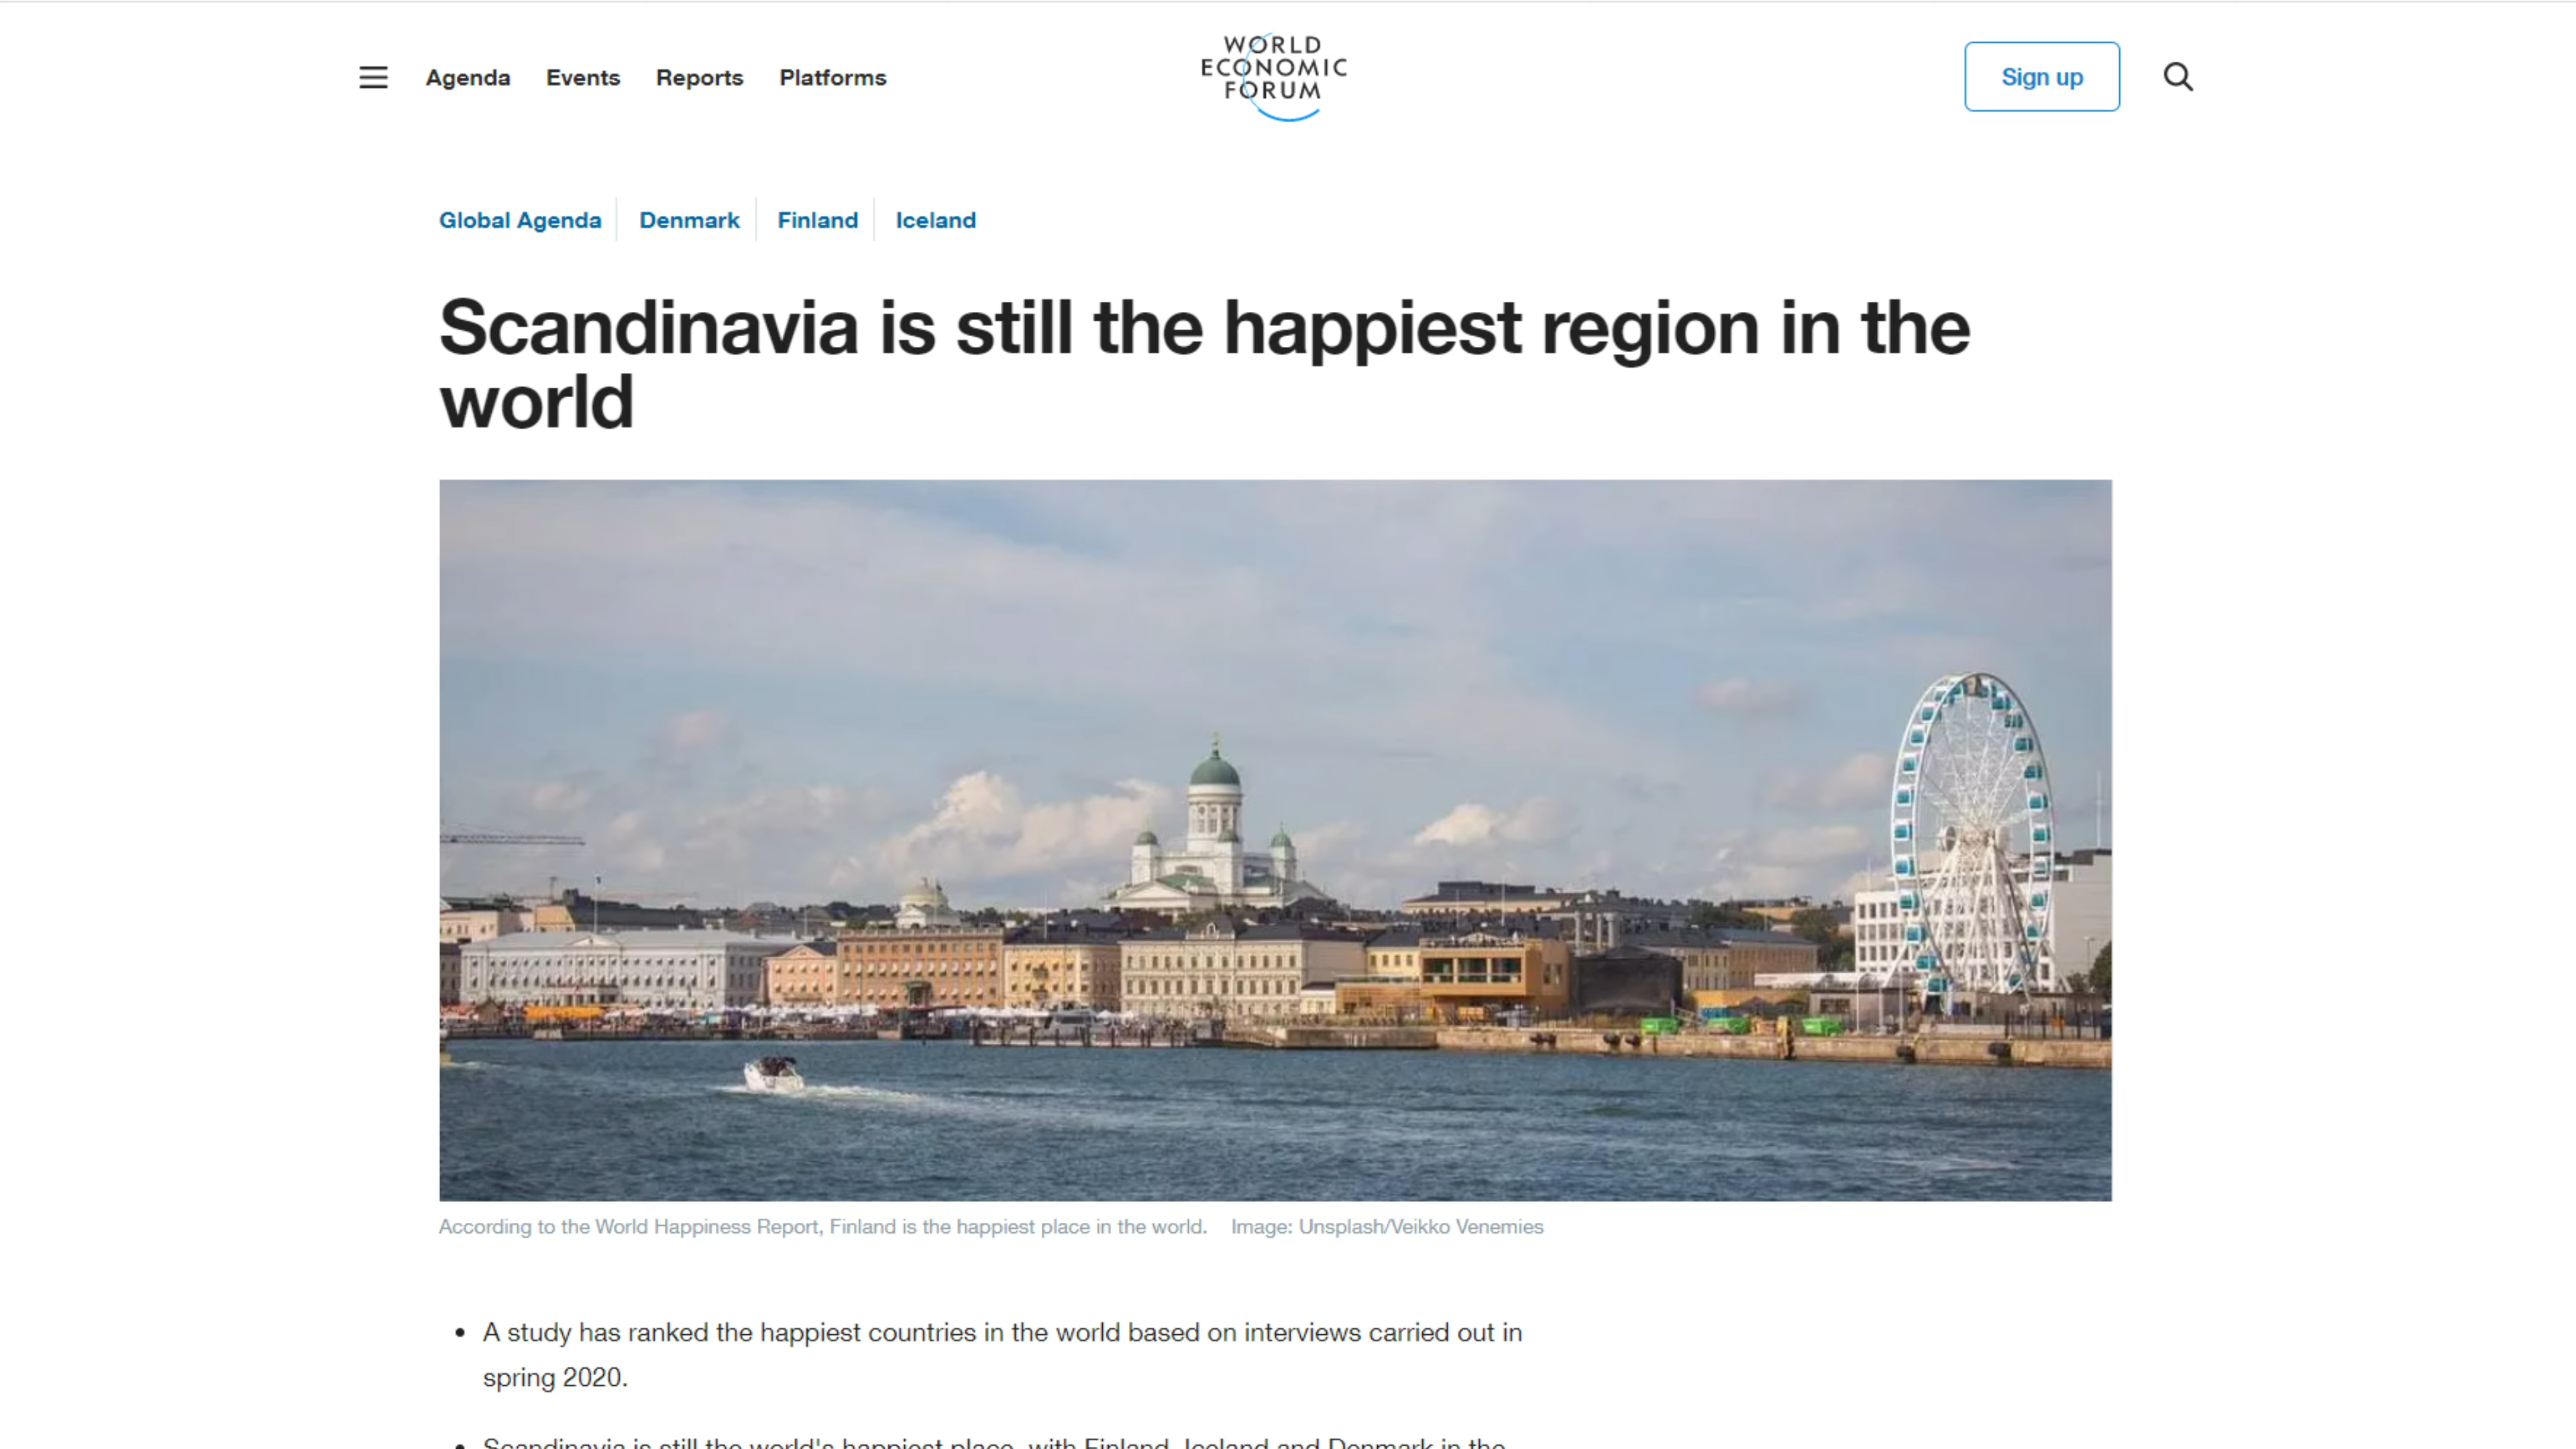 Agenda Events Reports Platforms
WORLD
ECONOMIC
FORUM
Sign up
Global Agenda Denmark Finland Iceland
Scandinavia is still the happiest region in the
world
According to the World Happiness Report, Finland is the happiest place in the world. Image: Unsplash/Veikko Venemies
• A study has ranked the happiest countries in the world based on interviews carried out in
spring 2020.
• Scandinavia is still the world's happiest place, with Finland, Iceland and Denmark in the